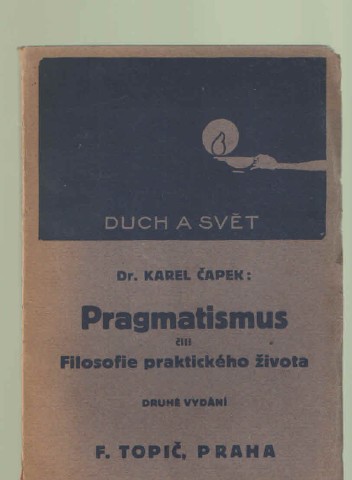 DUCH A SVĚT
Dr. KAREL ČAPEK:
Pragmatismus
čili
Filosofie praktického života
DRUHÉ VYDÁNÍ
F. TOPIČ, PRAHA